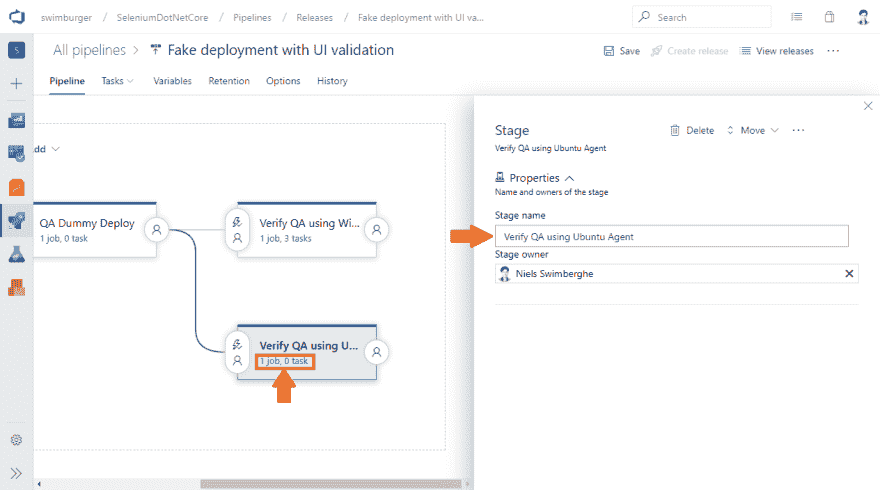 swimburger / SeleniumDotNetCore / Pipelines / Releases / Fake deployment with UI va...
Search
S
All pipelines > Fake deployment with UI validation
Save
Create release
View releases
Pipeline
Tasks
Variables
Retention
Options
History
dd
QA Dummy Deploy
1 job, 0 task
Verify QA using Wi...
1 job, 3 tasks
Verify QA using U...
1 job, 0 task
Stage
Delete
Move
Verify QA using Ubuntu Agent
Properties
Name and owners of the stage
Stage name
Verify QA using Ubuntu Agent
Stage owner
Niels Swimberghe